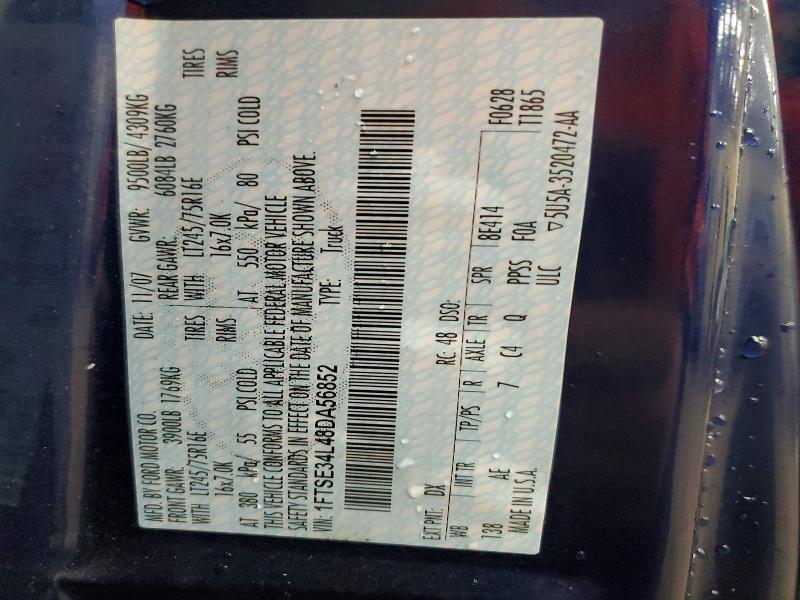 MFD. BY FORD MOTOR CO.
DATE: 11/07 GVWR: 9500LB/4309KG
FRONT GAWR: 3900LB 1769KG REAR GAWR: 6084LB 2760KG
WITH LT245/75R16E TIRES WITH LT245/75R16E TIRES
16x7.0K RIMS 16x7.0K RIMS
AT 380 kPa/ 55 PSI COLD AT 550 kPa/ 80 PSI COLD
THIS VEHICLE CONFORMS TO ALL APPLICABLE FEDERAL MOTOR VEHICLE
SAFETY STANDARDS IN EFFECT ON THE DATE OF MANUFACTURE SHOWN ABOVE.
VIN: 1FTSE34L48DA56852 TYPE: Truck
F0628
T1865
EXT PNT: DX RC: 48 DSO:
WB INTTR TP/PS R AXLE TR SPR 8E414
138 AE 7 C4 Q PPSS F0A
MADE IN U.S.A. ULC ▽5U5A-3520472-AA